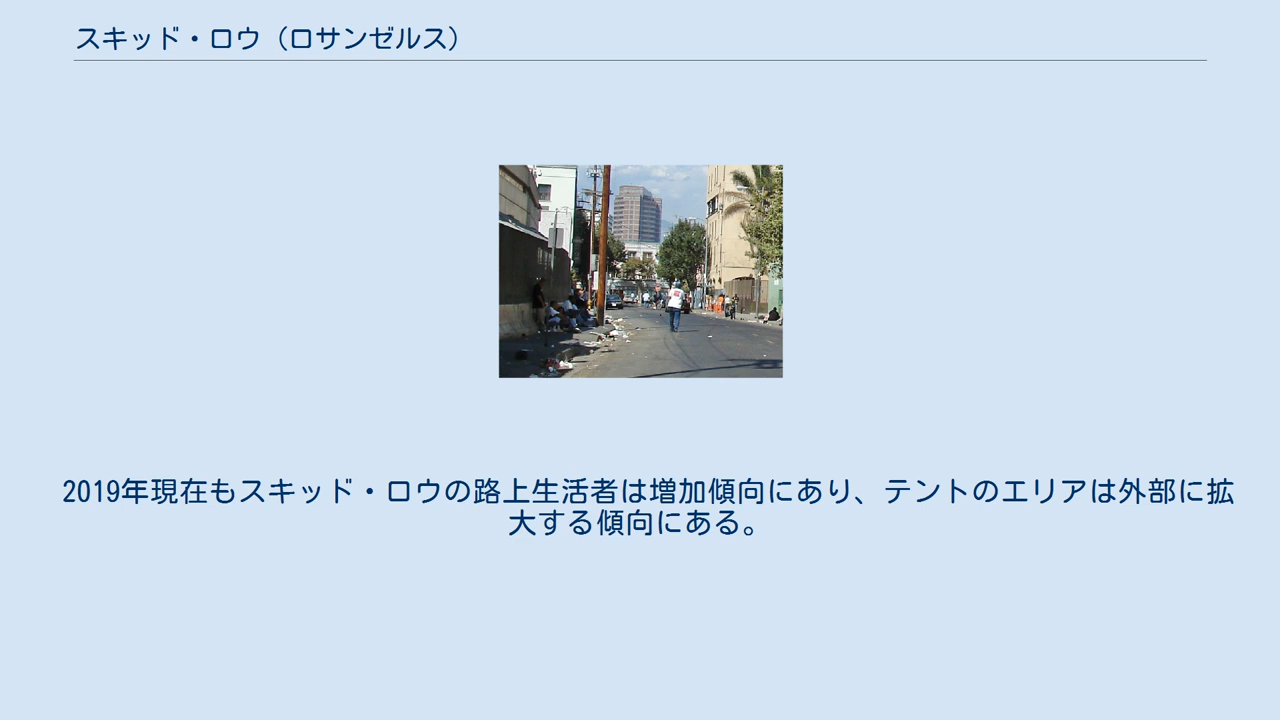 スキッド・ロウ（ロサンゼルス）
2019年現在もスキッド・ロウの路上生活者は増加傾向にあり、テントのエリアは外部に拡
大する傾向にある。